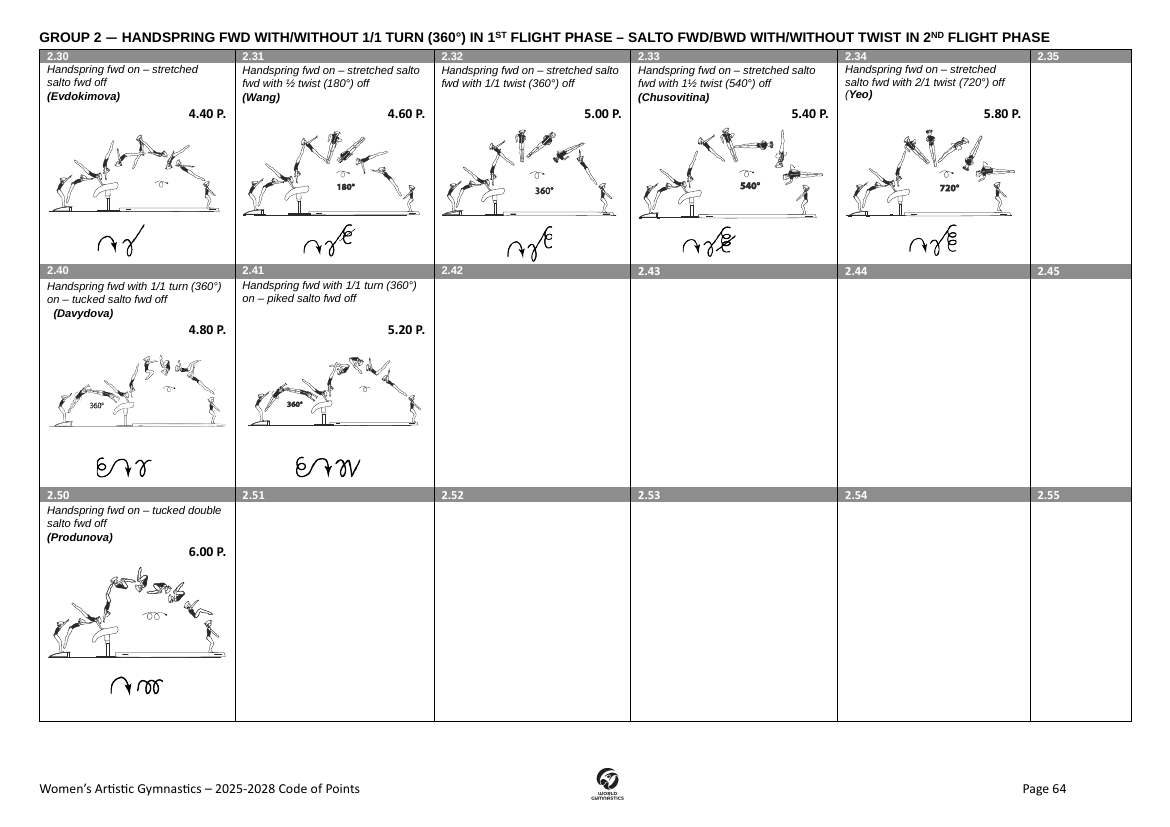 GROUP 2 — HANDSPRING FWD WITH/WITHOUT 1/1 TURN (360°) IN 1ST FLIGHT PHASE – SALTO FWD/BWD WITH/WITHOUT TWIST IN 2ND FLIGHT PHASE
2.30
Handspring fwd on – stretched
salto fwd off
(Evdokimova)
4.40 P.
2.31
Handspring fwd on – stretched salto
fwd with ½ twist (180°) off
(Wang)
4.60 P.
180°
2.32
Handspring fwd on – stretched salto
fwd with 1/1 twist (360°) off
5.00 P.
360°
2.33
Handspring fwd on – stretched salto
fwd with 1½ twist (540°) off
(Chusovitina)
5.40 P.
540°
2.34
Handspring fwd on – stretched
salto fwd with 2/1 twist (720°) off
(Yeo)
5.80 P.
720°
2.35
2.40
Handspring fwd with 1/1 turn (360°)
on – tucked salto fwd off
(Davydova)
4.80 P.
360°
2.41
Handspring fwd with 1/1 turn (360°)
on – piked salto fwd off
5.20 P.
360°
2.42
2.43
2.44
2.45
2.50
Handspring fwd on – tucked double
salto fwd off
(Produnova)
6.00 P.
2.51
2.52
2.53
2.54
2.55
Women's Artistic Gymnastics – 2025-2028 Code of Points
WORLD
GYMNASTICS
Page 64